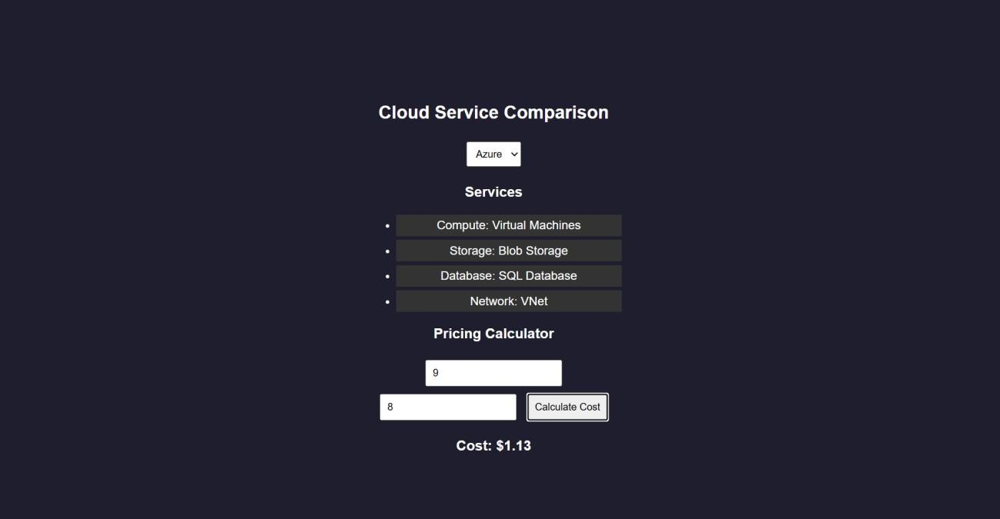 Cloud Service Comparison
Azure
Services
Compute: Virtual Machines
Storage: Blob Storage
Database: SQL Database
Network: VNet
Pricing Calculator
9
8 Calculate Cost
Cost: $1.13